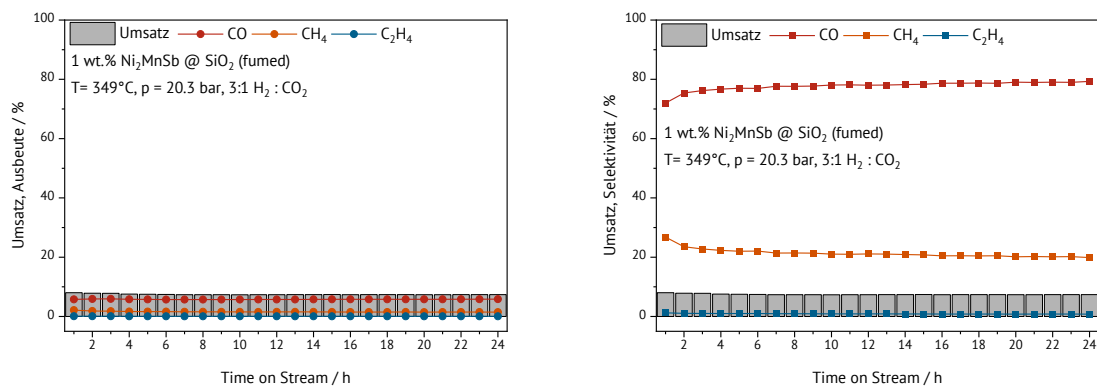 100
80
60
40
20
0
Umsatz, Ausbeute / %
Umsatz CO CH₄ C₂H₄
1 wt.% Ni₂MnSb @ SiO₂ (fumed)
T= 349°C, p = 20.3 bar, 3:1 H₂ : CO₂
2 4 6 8 10 12 14 16 18 20 22 24
Time on Stream / h
100
80
60
40
20
0
Umsatz, Selektivität / %
Umsatz CO CH₄ C₂H₄
1 wt.% Ni₂MnSb @ SiO₂ (fumed)
T= 349°C, p = 20.3 bar, 3:1 H₂ : CO₂
2 4 6 8 10 12 14 16 18 20 22 24
Time on Stream / h